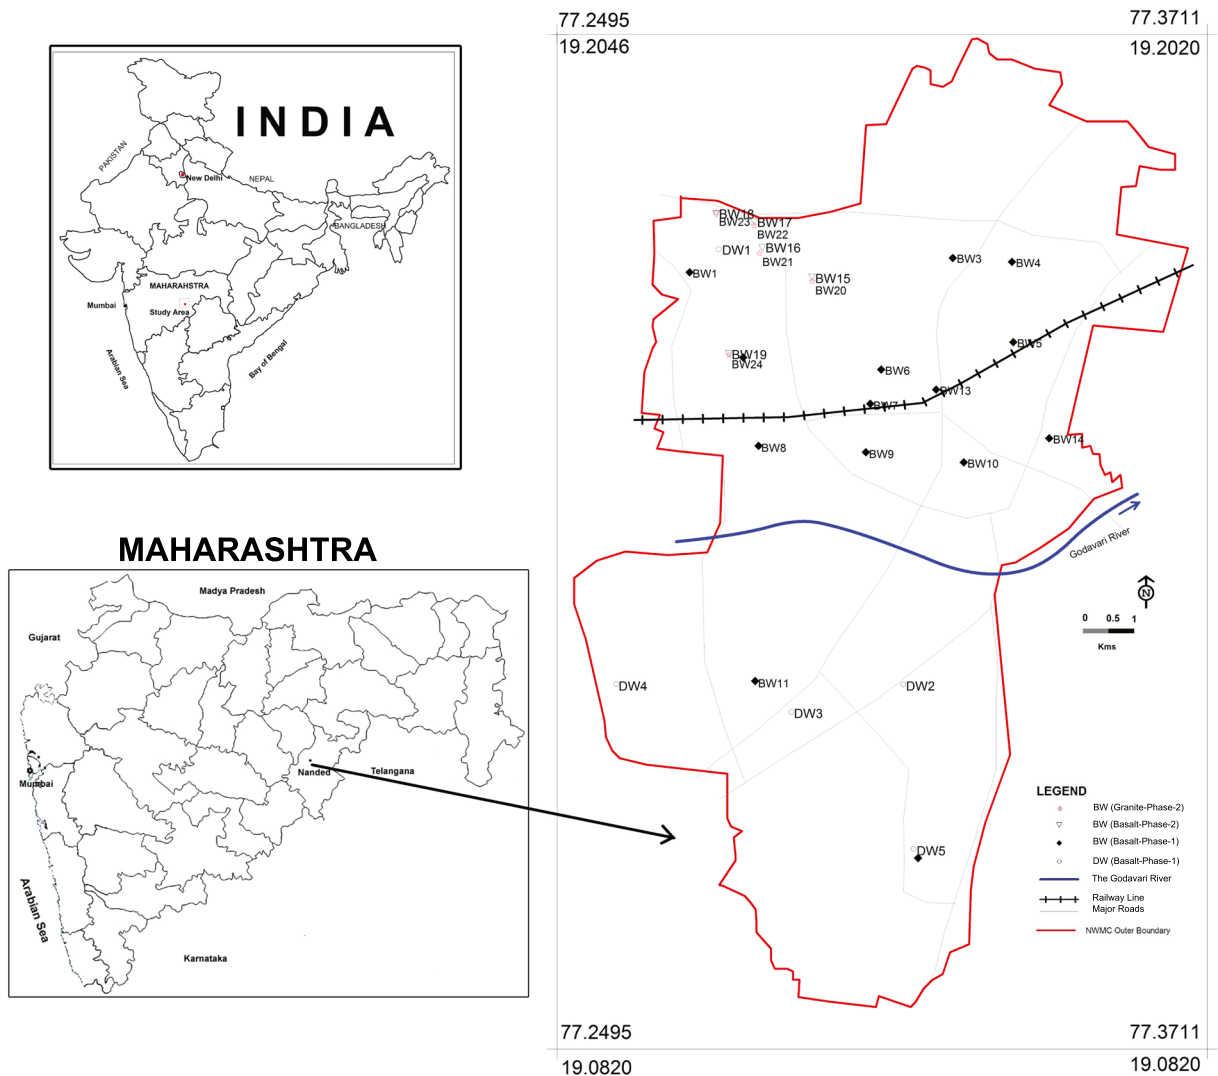 INDIA
PAKISTAN
New Delhi
NEPAL
BANGLADESH
MAHARAHSTRA
Mumbai
Study Area
Arabian Sea
Bay of Bengal
MAHARASHTRA
Madya Pradesh
Gujarat
Mumbai
Nanded
Telangana
Arabian Sea
Karnataka
77.2495
77.3711
19.2046
19.2020
BW18
BW23
BW17
BW22
DW1
BW16
BW21
BW1
BW15
BW20
BW3
BW4
BW5
BW19
BW24
BW6
BW13
BW7
BW8
BW9
BW10
BW14
Godavari River
N
0 0.5 1
Kms
DW4
BW11
DW2
DW3
DW5
LEGEND
BW (Granite-Phase-2)
BW (Basalt-Phase-2)
BW (Basalt-Phase-1)
DW (Basalt-Phase-1)
The Godavari River
Railway Line
Major Roads
NWMC Outer Boundary
77.2495
77.3711
19.0820
19.0820